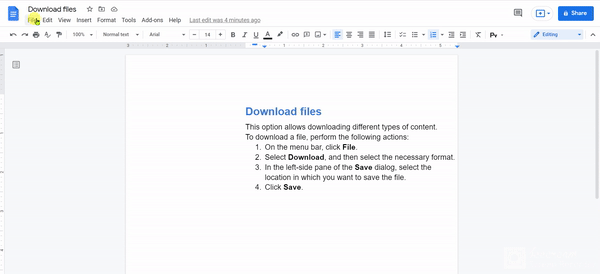 Download files
File Edit View Insert Format Tools Add-ons Help Last edit was 4 minutes ago
Share
100% Normal text Arial 14 B I U A Editing
Download files
This option allows downloading different types of content.
To download a file, perform the following actions:
1. On the menu bar, click File.
2. Select Download, and then select the necessary format.
3. In the left-side pane of the Save dialog, select the
location in which you want to save the file.
4. Click Save.